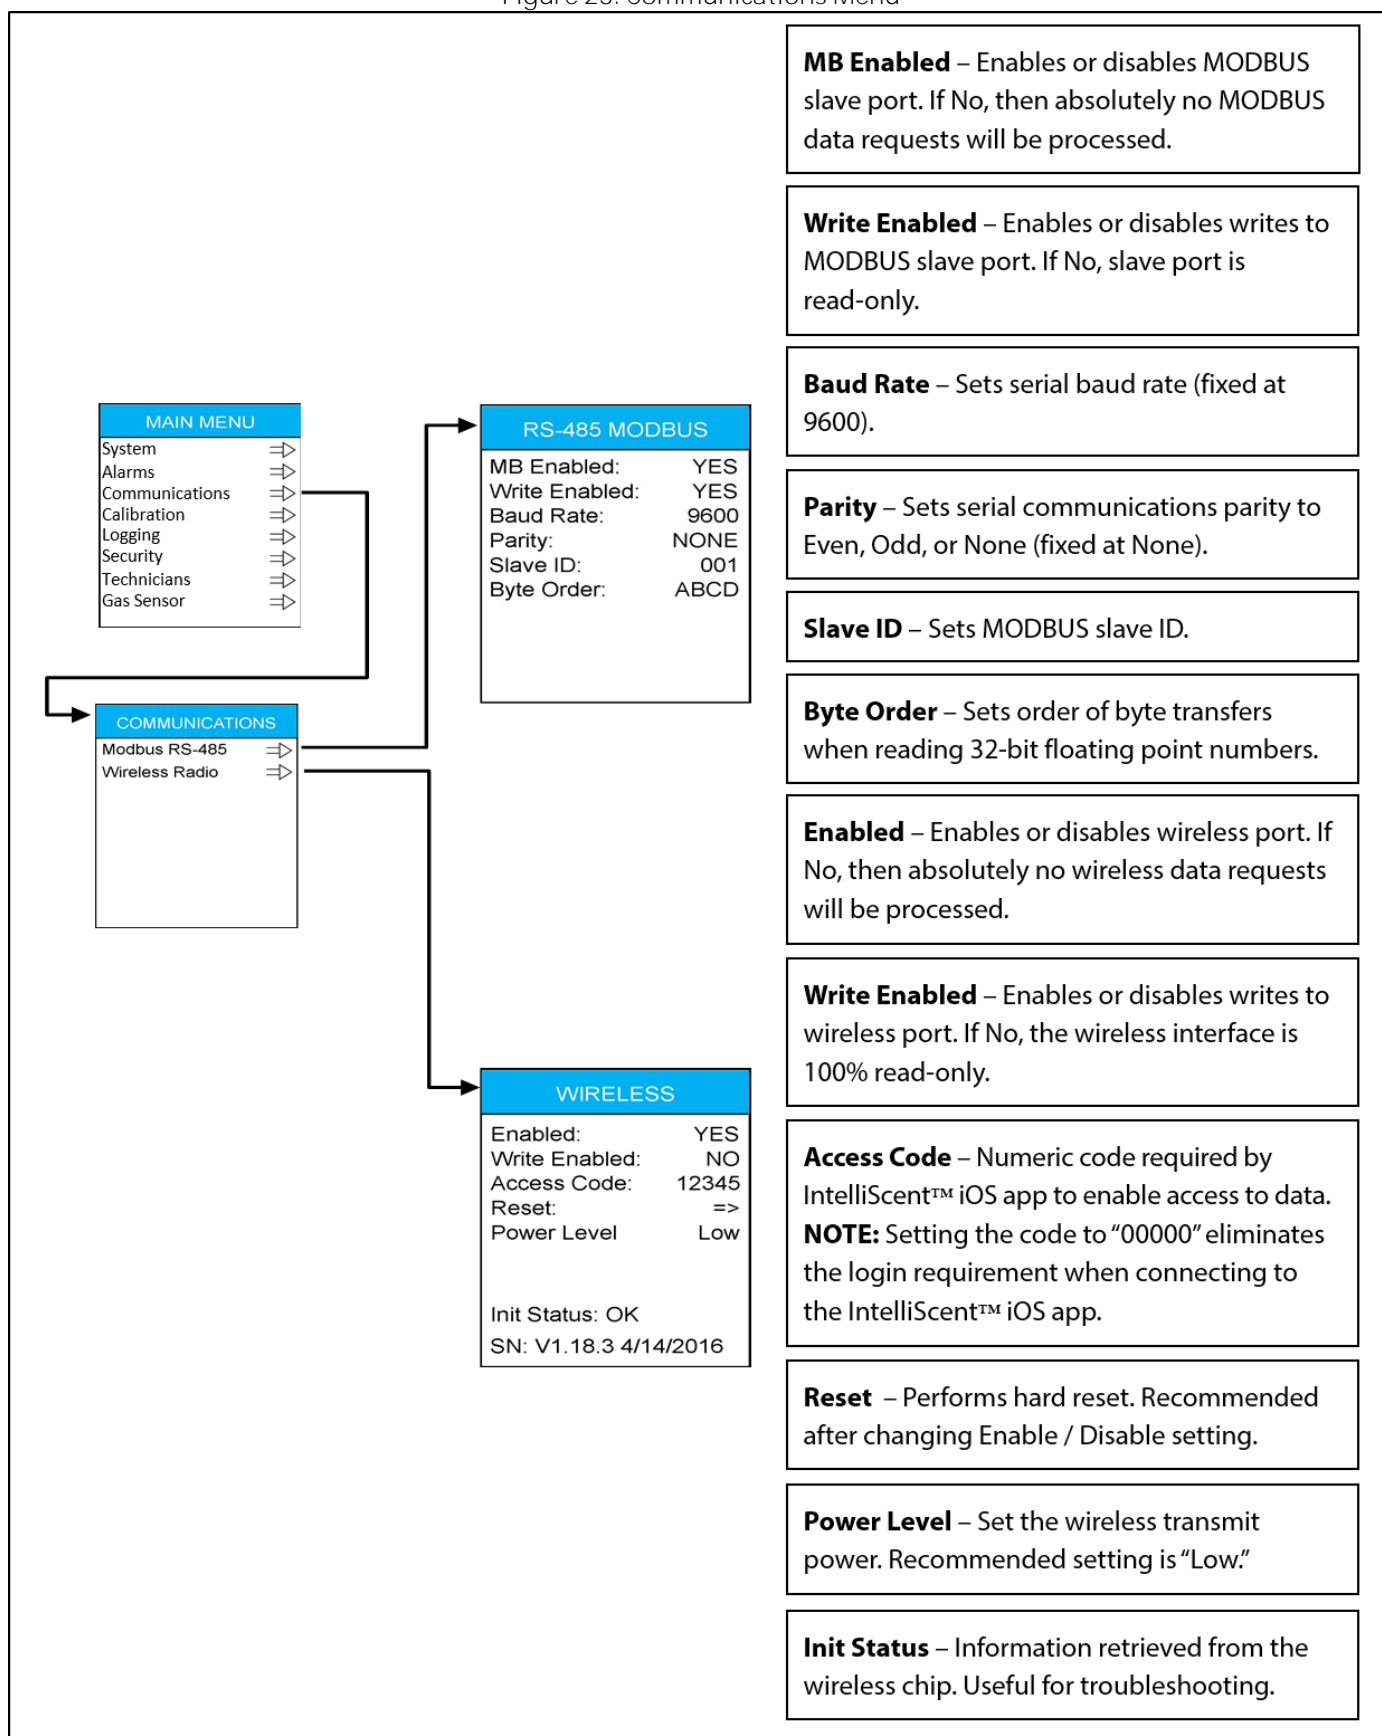 Figure 23. Communications Menu
MAIN MENU
System
Alarms
Communications
Calibration
Logging
Security
Technicians
Gas Sensor
COMMUNICATIONS
Modbus RS-485
Wireless Radio
RS-485 MODBUS
MB Enabled: YES
Write Enabled: YES
Baud Rate: 9600
Parity: NONE
Slave ID: 001
Byte Order: ABCD
WIRELESS
Enabled: YES
Write Enabled: NO
Access Code: 12345
Reset: =>
Power Level Low
Init Status: OK
SN: V1.18.3 4/14/2016
MB Enabled – Enables or disables MODBUS
slave port. If No, then absolutely no MODBUS
data requests will be processed.
Write Enabled – Enables or disables writes to
MODBUS slave port. If No, slave port is
read-only.
Baud Rate – Sets serial baud rate (fixed at
9600).
Parity – Sets serial communications parity to
Even, Odd, or None (fixed at None).
Slave ID – Sets MODBUS slave ID.
Byte Order – Sets order of byte transfers
when reading 32-bit floating point numbers.
Enabled – Enables or disables wireless port. If
No, then absolutely no wireless data requests
will be processed.
Write Enabled – Enables or disables writes to
wireless port. If No, the wireless interface is
100% read-only.
Access Code – Numeric code required by
IntelliScent™ iOS app to enable access to data.
NOTE: Setting the code to “00000” eliminates
the login requirement when connecting to
the IntelliScent™ iOS app.
Reset – Performs hard reset. Recommended
after changing Enable / Disable setting.
Power Level – Set the wireless transmit
power. Recommended setting is “Low.”
Init Status – Information retrieved from the
wireless chip. Useful for troubleshooting.